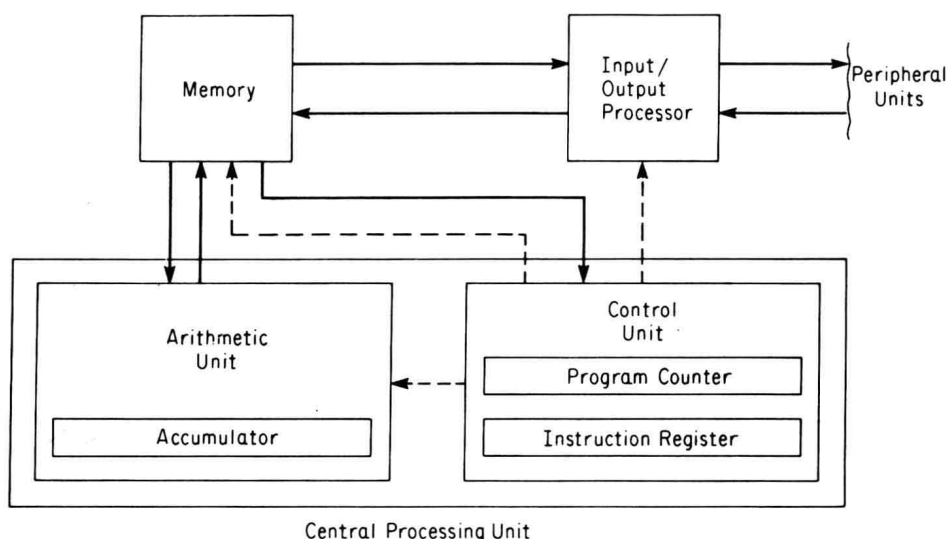 Memory
Input/
Output
Processor
Peripheral
Units
Arithmetic
Unit
Accumulator
Control
Unit
Program Counter
Instruction Register
Central Processing Unit